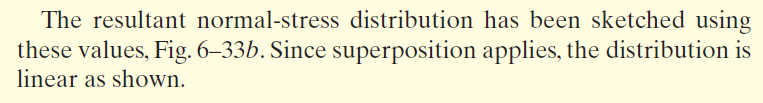 The resultant normal-stress distribution has been sketched using
these values, Fig. 6–33b. Since superposition applies, the distribution is
linear as shown.